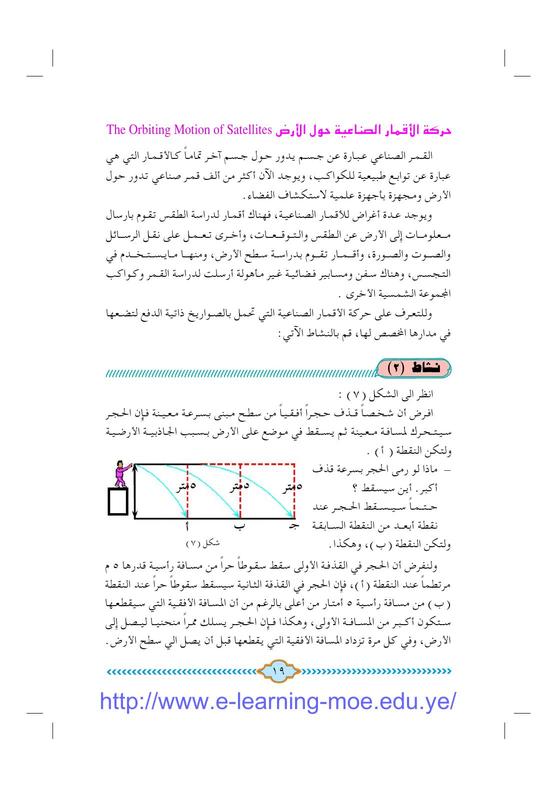 حركة الأقمار الصناعية حول الأرض The Orbiting Motion of Satellites
القمر الصناعي عبارة عن جسم يدور حول جسم آخر تماماً كالأقمار التي هي
عبارة عن توابع طبيعية للكواكب، ويوجد الآن أكثر من ألف قمر صناعي تدور حول
الأرض ومجهزة بأجهزة علمية لاستكشاف الفضاء.
ويوجد عدة أغراض للأقمار الصناعية، فهناك أقمار لدراسة الطقس تقوم بارسال
معلومات إلى الأرض عن الطقس والتوقعات، وأخرى تعمل على نقل الرسائل
والصوت والصورة، وأقمار تقوم بدراسة سطح الأرض، ومنها مايستخدم في
التجسس، وهناك سفن ومسابير فضائية غير مأهولة أرسلت لدراسة القمر وكواكب
المجموعة الشمسية الأخرى .
وللتعرف على حركة الأقمار الصناعية التي تحمل بالصواريخ ذاتية الدفع لتضعها
في مدارها المخصص لها، قم بالنشاط الآتي:
نشاط (٢)
انظر الى الشكل (٧) :
افرض أن شخصاً قذف حجراً أفقياً من سطح مبنى بسرعة معينة فإن الحجر
سيتحرك لمسافة معينة ثم يسقط في موضع على الأرض بسبب الجاذبية الأرضية
ولتكن النقطة (أ) .
– ماذا لو رمى الحجر بسرعة قذف
أكبر. أين سيسقط ؟
حتماً سيسقط الحجر عند
نقطة أبعد من النقطة السابقة
ولتكن النقطة (ب)، وهكذا.
٥متر ٥متر ٥متر
أ ب جـ
شكل (٧)
ولنفرض أن الحجر في القذفة الأولى سقط سقوطاً حراً من مسافة رأسية قدرها ٥ م
مرتطماً عند النقطة (أ)، فإن الحجر في القذفة الثانية سيسقط سقوطاً حراً عند النقطة
(ب) من مسافة رأسية ٥ أمتار من أعلى بالرغم من أن المسافة الأفقية التي سيقطعها
ستكون أكبر من المسافة الأولى، وهكذا فإن الحجر يسلك ممراً منحنيا ليصل إلى
الأرض، وفي كل مرة تزداد المسافة الأفقية التي يقطعها قبل أن يصل الي سطح الأرض.
١٩
http://www.e-learning-moe.edu.ye/